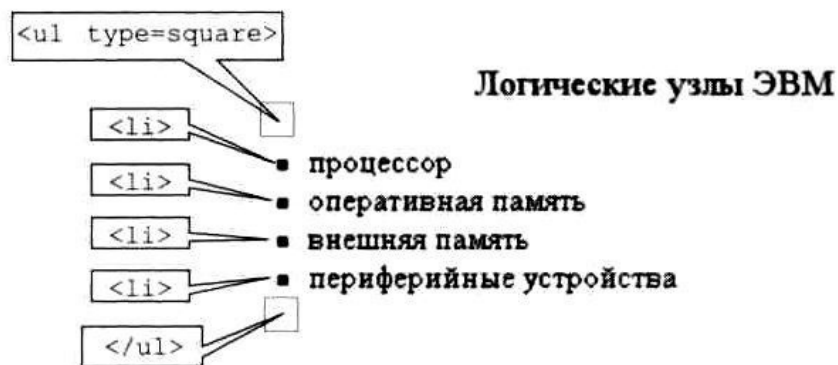 <ul type=square>
Логические узлы ЭВМ
<li>
▪ процессор
<li>
▪ оперативная память
<li>
▪ внешняя память
<li>
▪ периферийные устройства
</ul>